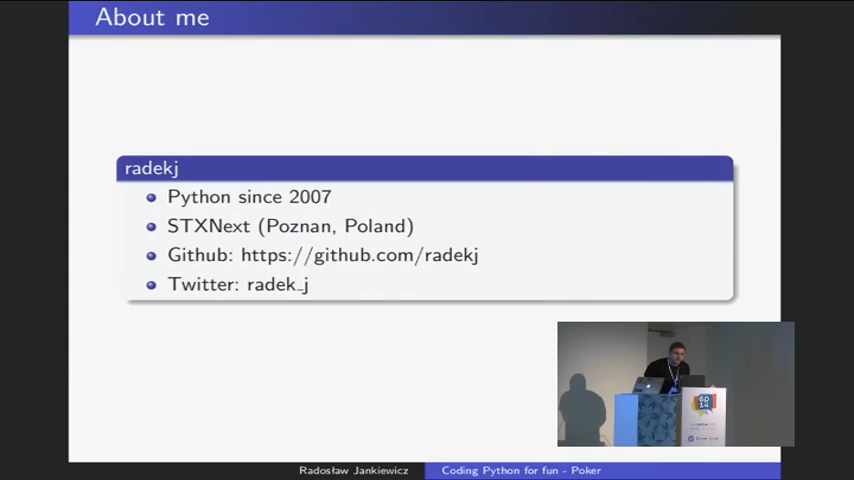 About me
radekj
Python since 2007
STXNext (Poznan, Poland)
Github: https://github.com/radekj
Twitter: radek_j
Radosław Jankiewicz
Coding Python for fun - Poker